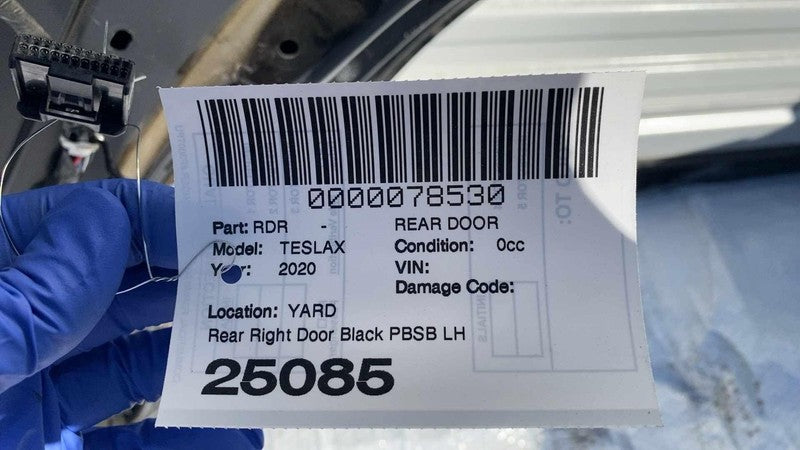 0000078530
Part: RDR - REAR DOOR
Model: TESLAX Condition: 0cc
Year: 2020 VIN:
Damage Code:
Location: YARD
Rear Right Door Black PBSB LH
25085